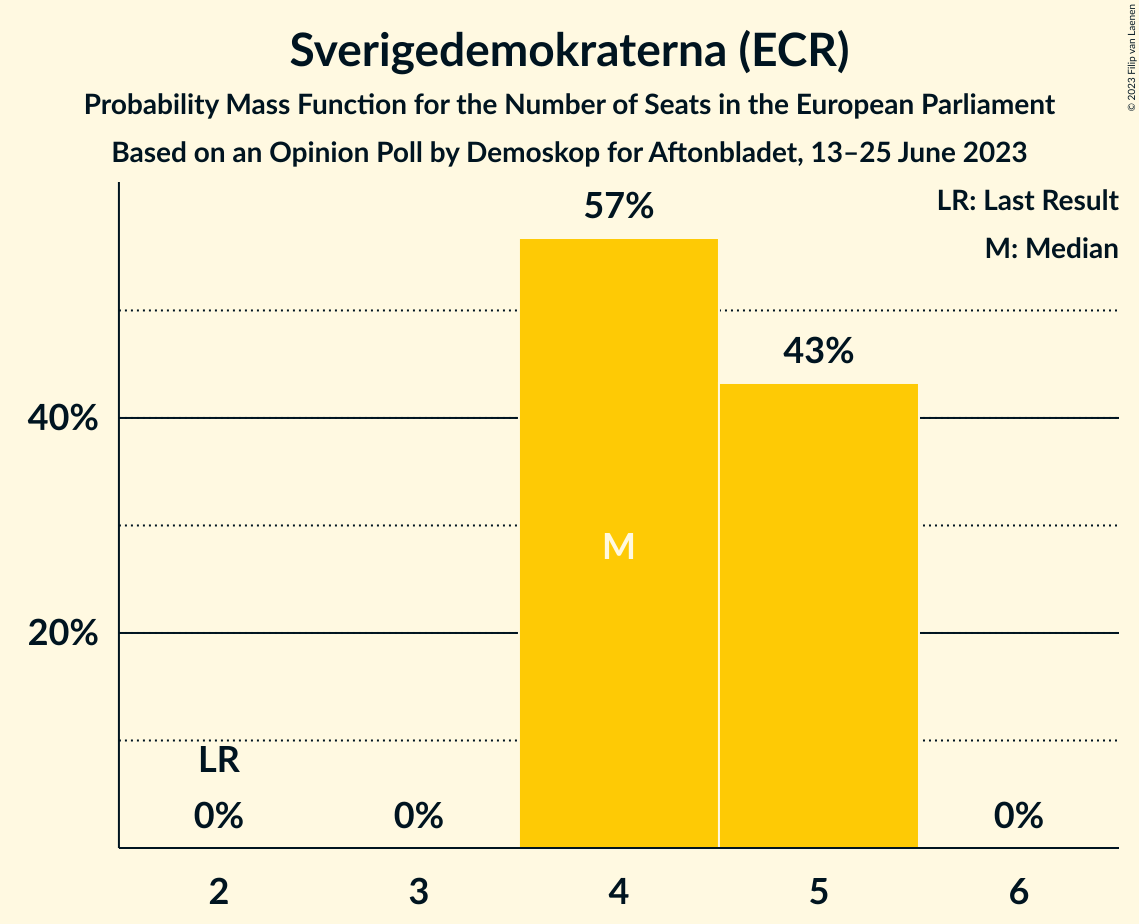 Sverigedemokraterna (ECR)
Probability Mass Function for the Number of Seats in the European Parliament
Based on an Opinion Poll by Demoskop for Aftonbladet, 13–25 June 2023
© 2023 Filip van Laenen
LR: Last Result
M: Median
57%
43%
40%
M
20%
LR
0%
0%
0%
2
3
4
5
6